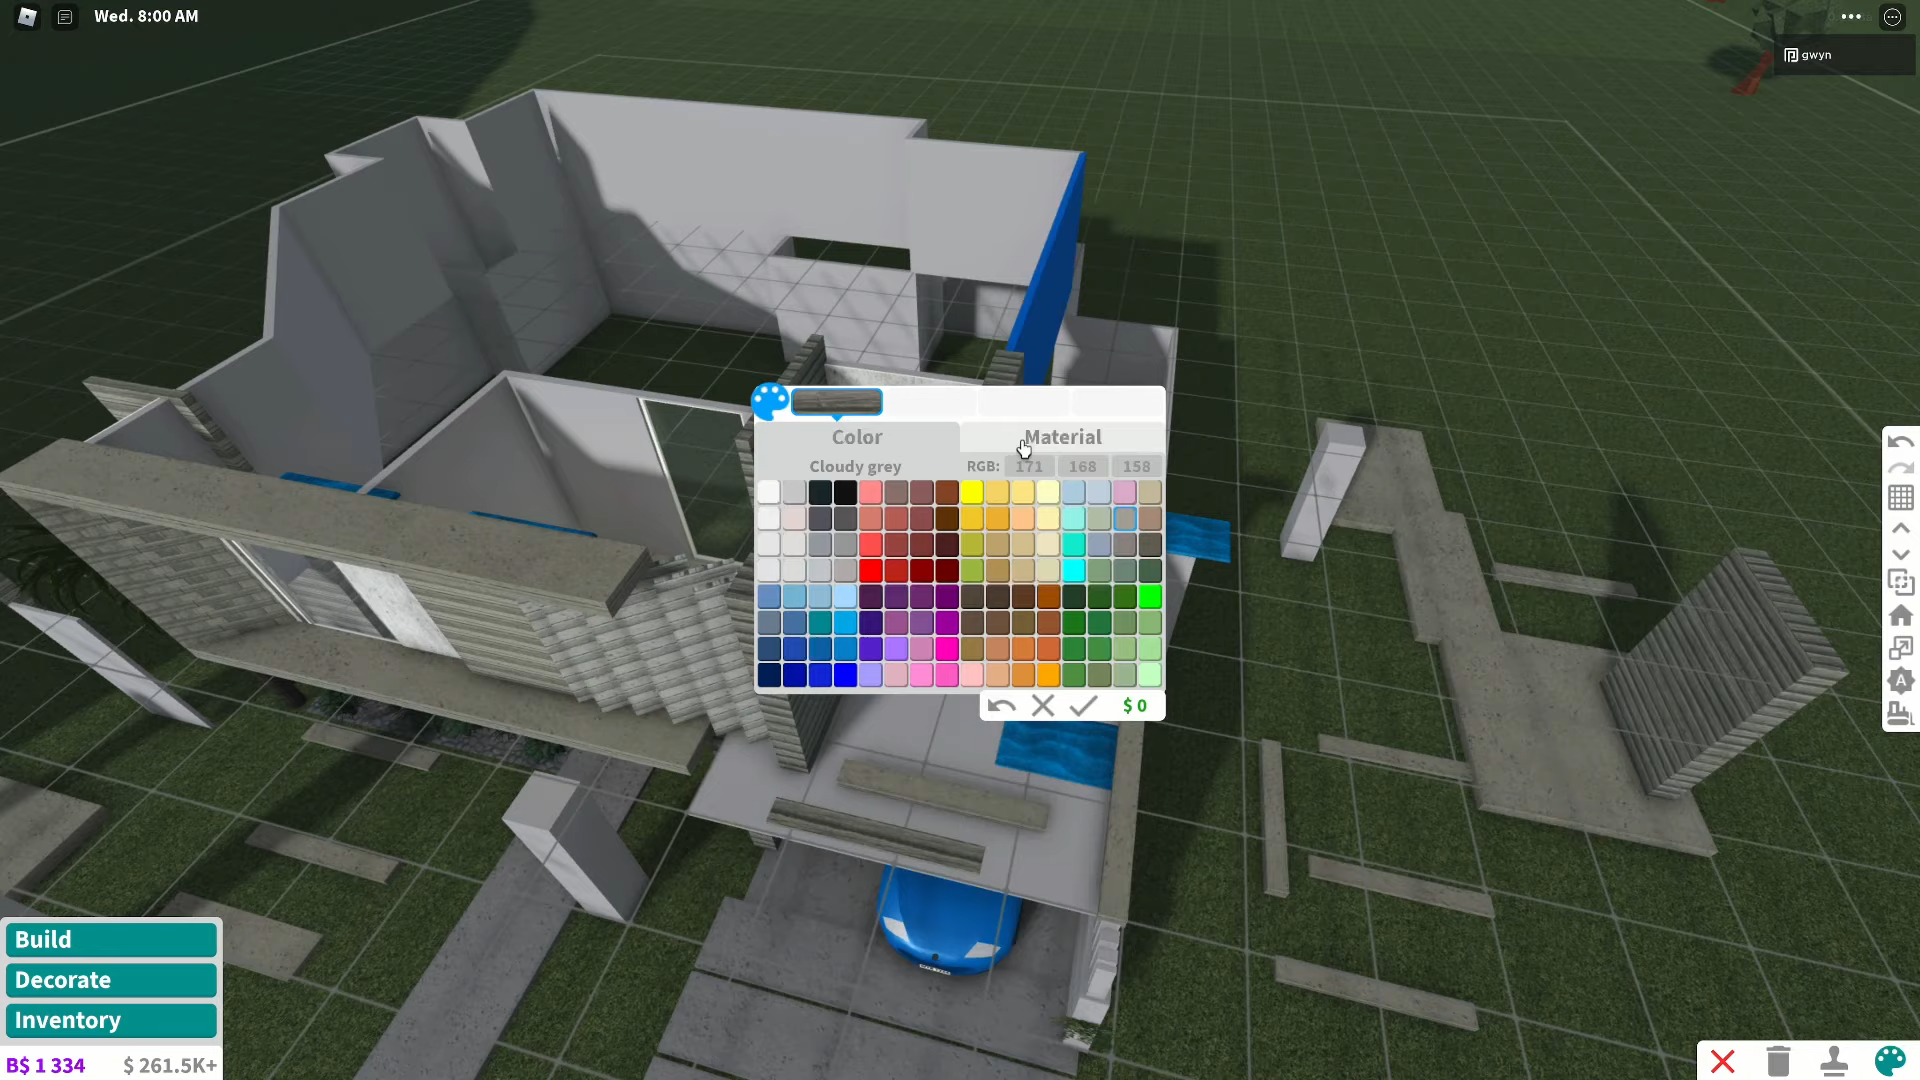 Wed. 8:00 AM
gwyn
Color
Material
Cloudy grey
RGB: 171 168 158
$ 0
Build
Decorate
Inventory
B$ 1 334
$ 261.5K+